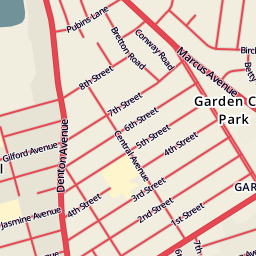 Pubins Lane
Bretton Road
Conway Road
Marcus Avenue
Birch
Betty
8th Street
7th Street
6th Street
5th Street
4th Street
Garden C
Park
Denton Avenue
Gilford Avenue
Central Avenue
l
GAR
4th Street
3rd Street
2nd Street
1st Street
Jasmine Avenue
7th